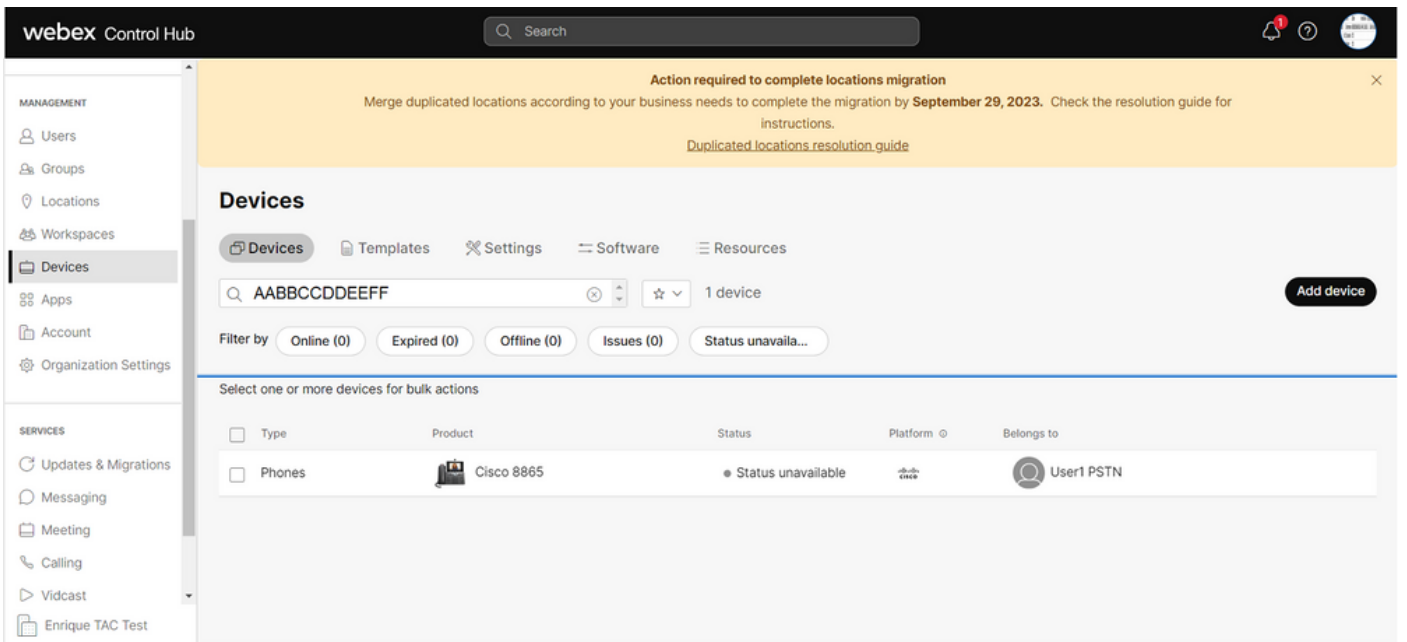 webex Control Hub
Search
1
Action required to complete locations migration
Merge duplicated locations according to your business needs to complete the migration by September 29, 2023. Check the resolution guide for
instructions.
Duplicated locations resolution guide
MANAGEMENT
Users
Groups
Locations
Workspaces
Devices
Apps
Account
Organization Settings
SERVICES
Updates & Migrations
Messaging
Meeting
Calling
Vidcast
Enrique TAC Test
Devices
Devices Templates Settings Software Resources
AABBCCDDEEFF 1 device Add device
Filter by Online (0) Expired (0) Offline (0) Issues (0) Status unavaila...
Select one or more devices for bulk actions
Type Product Status Platform Belongs to
Phones Cisco 8865 Status unavailable cisco User1 PSTN